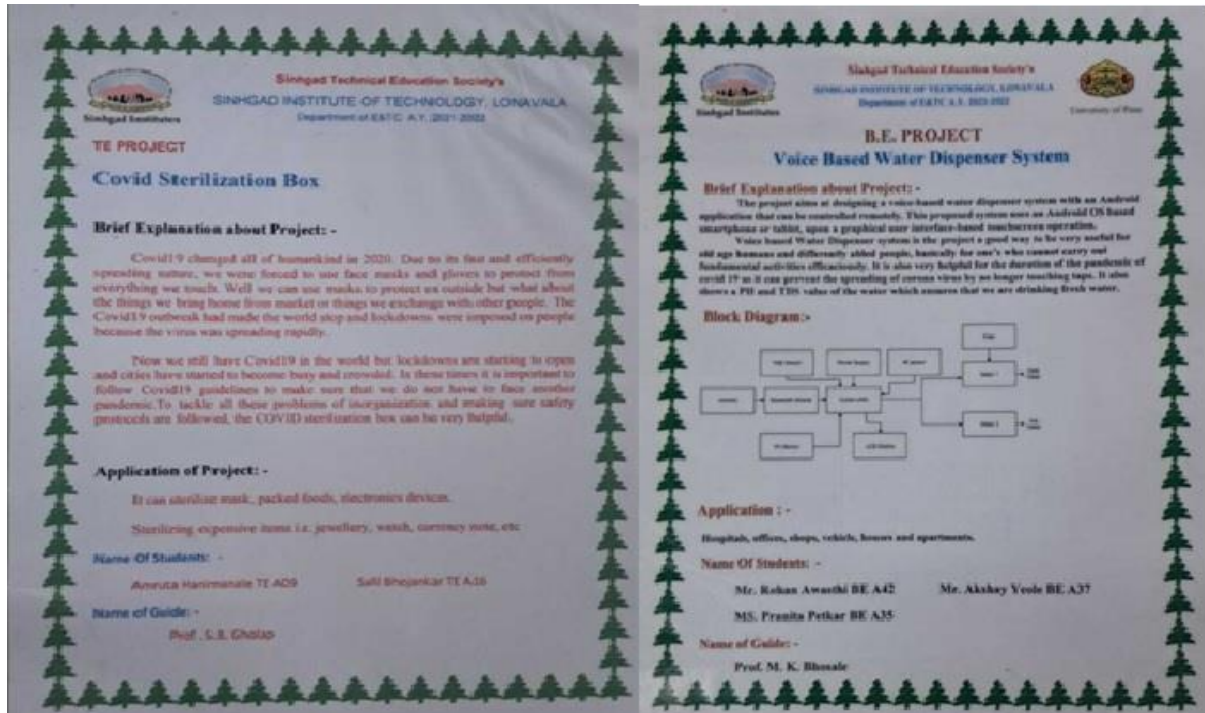 Sinhgad Institutes
Sinhgad Technical Education Society's
SINHGAD INSTITUTE OF TECHNOLOGY, LONAVALA
Department of E&TC A.Y. 2021-2022
TE PROJECT
Covid Sterilization Box
Brief Explanation about Project: -
Covid19 changed all of humankind in 2020. Due to its fast and efficiently
spreading nature, we were forced to use face masks and gloves to protect from
everything we touch. Well we can use masks to protect us outside but what about
the things we bring home from market or things we exchange with other people. The
Covid19 outbreak had made the world stop and lockdowns were imposed on people
because the virus was spreading rapidly.
Now we still have Covid19 in the world but lockdowns are starting to open
and cities have started to become busy and crowded. In these times it is important to
follow Covid19 guidelines to make sure that we do not have to face another
pandemic.To tackle all these problems of inorganization and making sure safety
protocols are followed, the COVID sterilization box can be very helpful.
Application of Project: -
It can sterilize mask, packed foods, electronics devices.
Sterilizing expensive items i.e. jewellery, watch, currency note, etc
Name Of Students: -
Amruta Hanimanale TE A09 Salil Bhojankar TE A16
Name of Guide: -
Prof. S.B. Gholap
Sinhgad Institutes
Sinhgad Technical Education Society's
SINHGAD INSTITUTE OF TECHNOLOGY, LONAVALA
Department of E&TC A.Y. 2021-2022
University of Pune
B.E. PROJECT
Voice Based Water Dispenser System
Brief Explanation about Project: -
The project aims at designing a voice-based water dispenser system with an Android
application that can be controlled remotely. This proposed system uses an Android OS Based
smartphone or tablet, upon a graphical user interface-based touchscreen operation.
Voice based Water Dispenser system is the project a good way to be very useful for
old age humans and differently abled people, basically for one's who cannot carry out
fundamental activities efficaciously. It is also very helpful for the duration of the pandemic of
covid 19 as it can prevent the spreading of corona virus by no longer touching taps. It also
shows a PH and TDS value of the water which ensures that we are drinking fresh water.
Block Diagram:-
Application : -
Hospitals, offices, shops, vehicle, houses and apartments.
Name Of Students: -
Mr. Rohan Awasthi BE A42 Mr. Akshay Yeole BE A37
MS. Pranita Petkar BE A35
Name of Guide: -
Prof. M. K. Bhosale